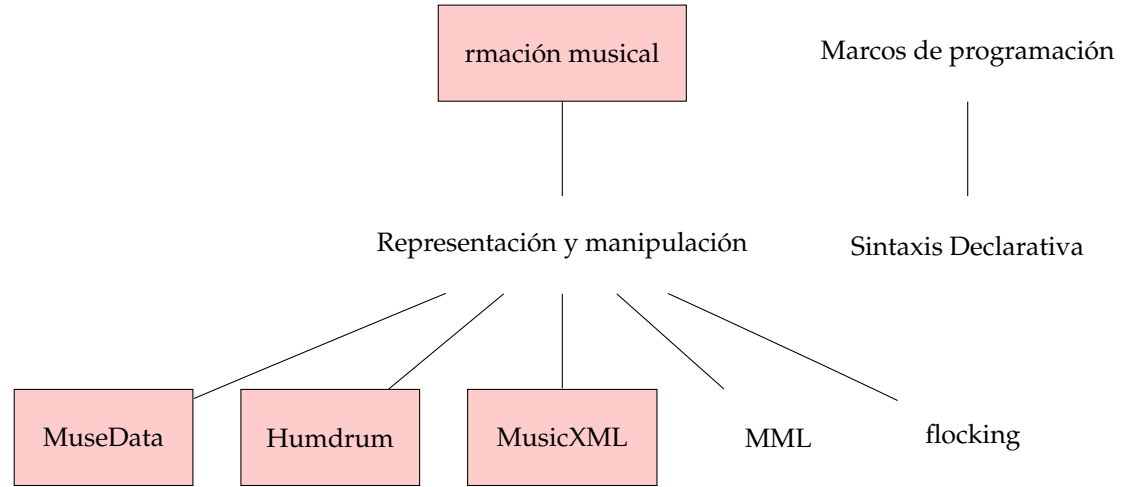 rmación musical
Marcos de programación
Representación y manipulación
Sintaxis Declarativa
MuseData
Humdrum
MusicXML
MML
flocking